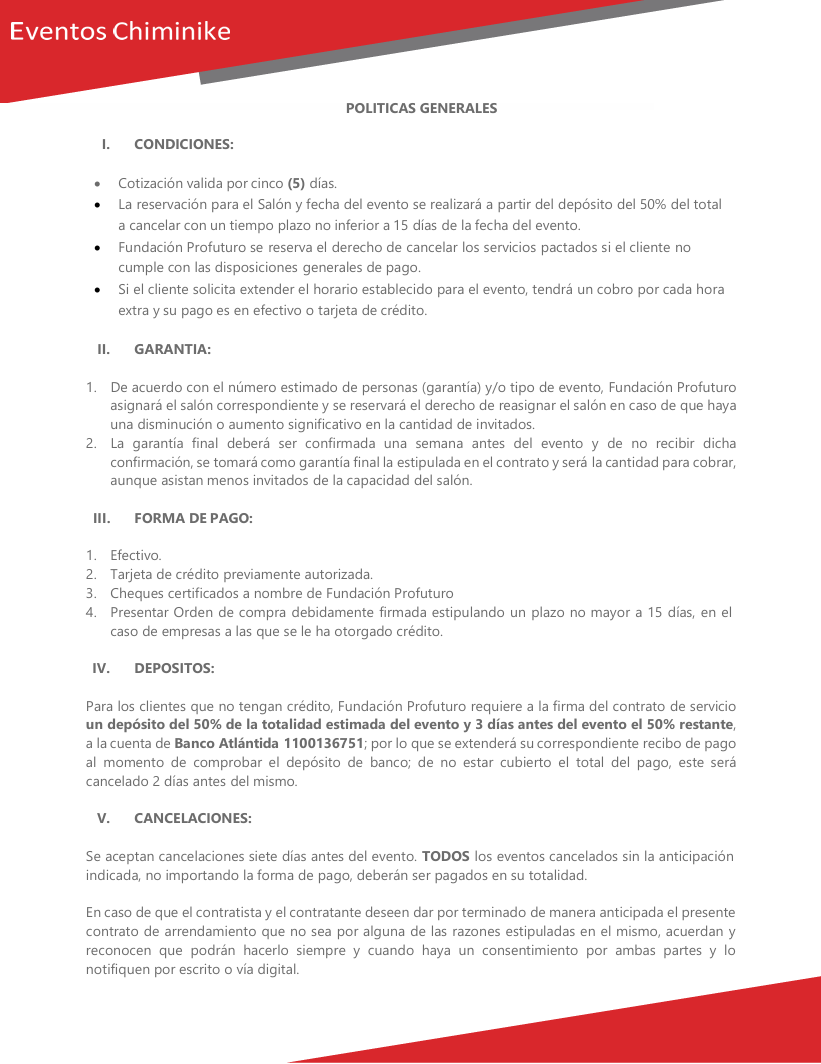 Eventos Chiminike
POLITICAS GENERALES
I. CONDICIONES:
• Cotización valida por cinco (5) días.
• La reservación para el Salón y fecha del evento se realizará a partir del depósito del 50% del total
a cancelar con un tiempo plazo no inferior a 15 días de la fecha del evento.
• Fundación Profuturo se reserva el derecho de cancelar los servicios pactados si el cliente no
cumple con las disposiciones generales de pago.
• Si el cliente solicita extender el horario establecido para el evento, tendrá un cobro por cada hora
extra y su pago es en efectivo o tarjeta de crédito.
II. GARANTIA:
1. De acuerdo con el número estimado de personas (garantía) y/o tipo de evento, Fundación Profuturo
asignará el salón correspondiente y se reservará el derecho de reasignar el salón en caso de que haya
una disminución o aumento significativo en la cantidad de invitados.
2. La garantía final deberá ser confirmada una semana antes del evento y de no recibir dicha
confirmación, se tomará como garantía final la estipulada en el contrato y será la cantidad para cobrar,
aunque asistan menos invitados de la capacidad del salón.
III. FORMA DE PAGO:
1. Efectivo.
2. Tarjeta de crédito previamente autorizada.
3. Cheques certificados a nombre de Fundación Profuturo
4. Presentar Orden de compra debidamente firmada estipulando un plazo no mayor a 15 días, en el
caso de empresas a las que se le ha otorgado crédito.
IV. DEPOSITOS:
Para los clientes que no tengan crédito, Fundación Profuturo requiere a la firma del contrato de servicio
un depósito del 50% de la totalidad estimada del evento y 3 días antes del evento el 50% restante,
a la cuenta de Banco Atlántida 1100136751; por lo que se extenderá su correspondiente recibo de pago
al momento de comprobar el depósito de banco; de no estar cubierto el total del pago, este será
cancelado 2 días antes del mismo.
V. CANCELACIONES:
Se aceptan cancelaciones siete días antes del evento. TODOS los eventos cancelados sin la anticipación
indicada, no importando la forma de pago, deberán ser pagados en su totalidad.
En caso de que el contratista y el contratante deseen dar por terminado de manera anticipada el presente
contrato de arrendamiento que no sea por alguna de las razones estipuladas en el mismo, acuerdan y
reconocen que podrán hacerlo siempre y cuando haya un consentimiento por ambas partes y lo
notifiquen por escrito o vía digital.